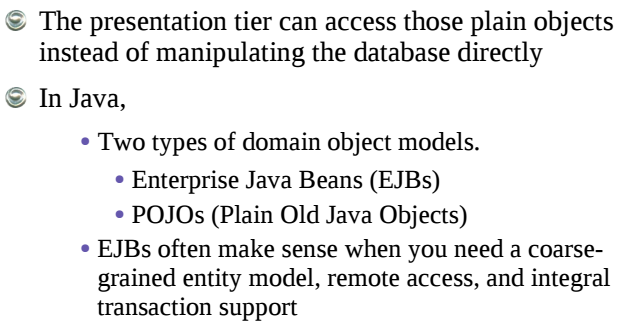 The presentation tier can access those plain objects
instead of manipulating the database directly
In Java,
• Two types of domain object models.
• Enterprise Java Beans (EJBs)
• POJOs (Plain Old Java Objects)
• EJBs often make sense when you need a coarse-
grained entity model, remote access, and integral
transaction support